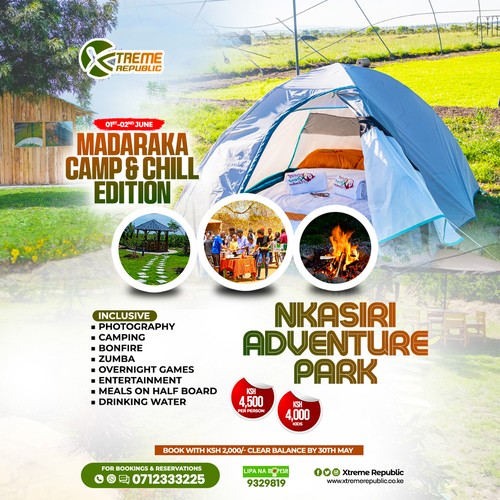 XTREME
REPUBLIC
01ST-02ND JUNE
MADARAKA
CAMP & CHILL
EDITION
INCLUSIVE
PHOTOGRAPHY
CAMPING
BONFIRE
ZUMBA
OVERNIGHT GAMES
ENTERTAINMENT
MEALS ON HALF BOARD
DRINKING WATER
NKASIRI
ADVENTURE
PARK
KSH
4,500
PER PERSON
KSH
4,000
KIDS
BOOK WITH KSH 2,000/- CLEAR BALANCE BY 30TH MAY
FOR BOOKINGS & RESERVATIONS
0712333225
LIPA NA
9329819
Xtreme Republic
www.xtremerepublic.co.ke